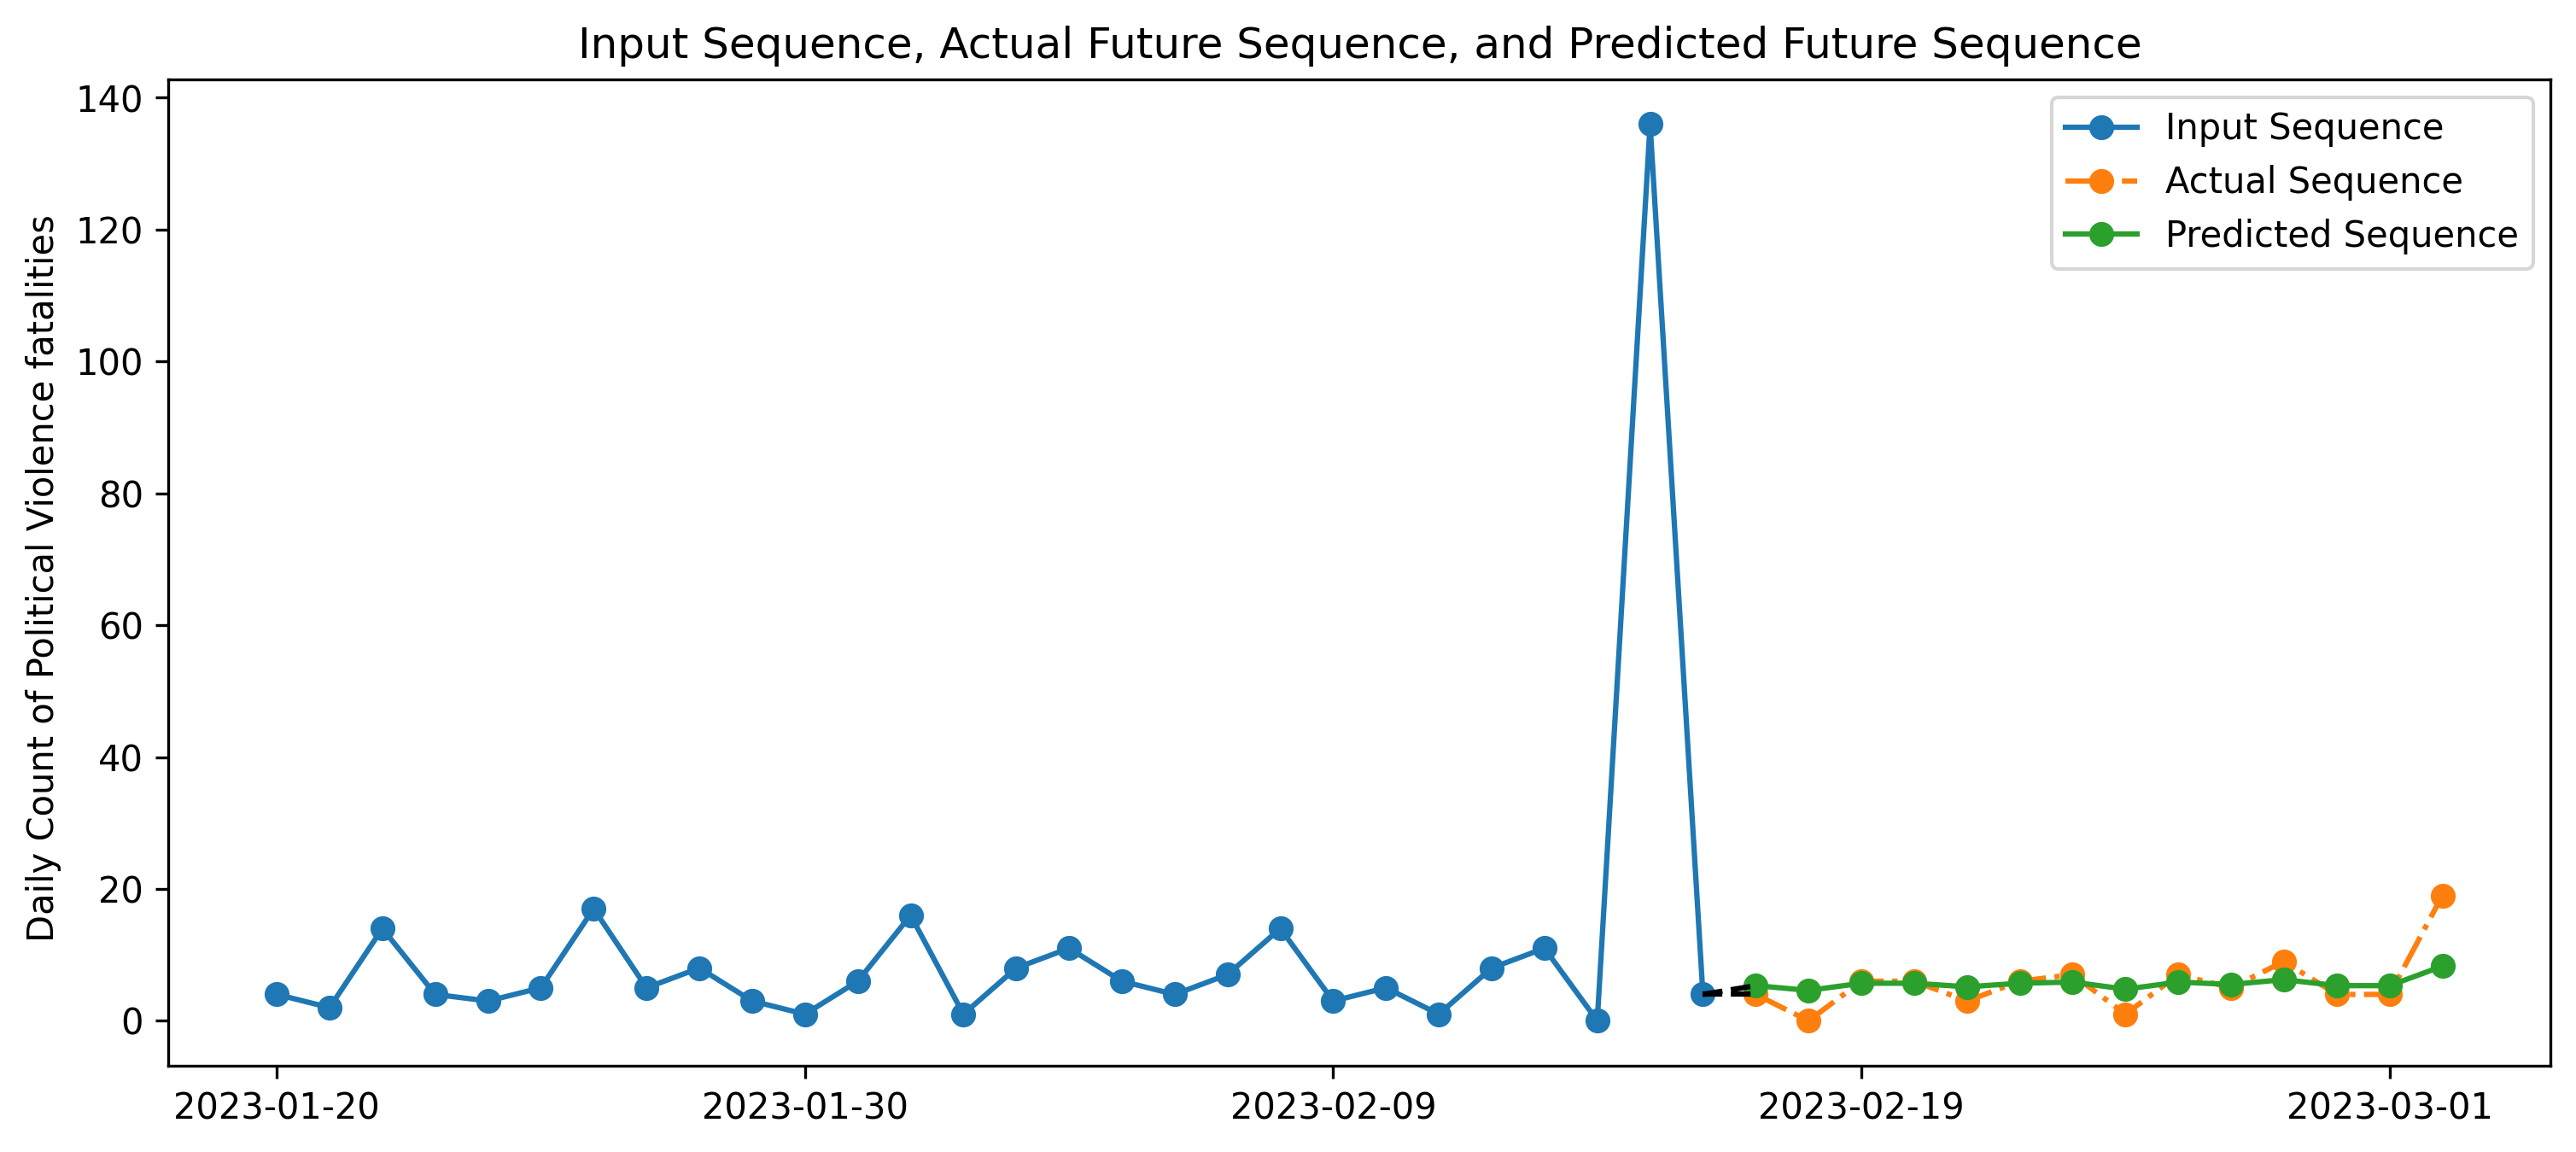 Input Sequence, Actual Future Sequence, and Predicted Future Sequence
Daily Count of Political Violence fatalities
140
120
100
80
60
40
20
0
Input Sequence
Actual Sequence
Predicted Sequence
2023-01-20
2023-01-30
2023-02-09
2023-02-19
2023-03-01